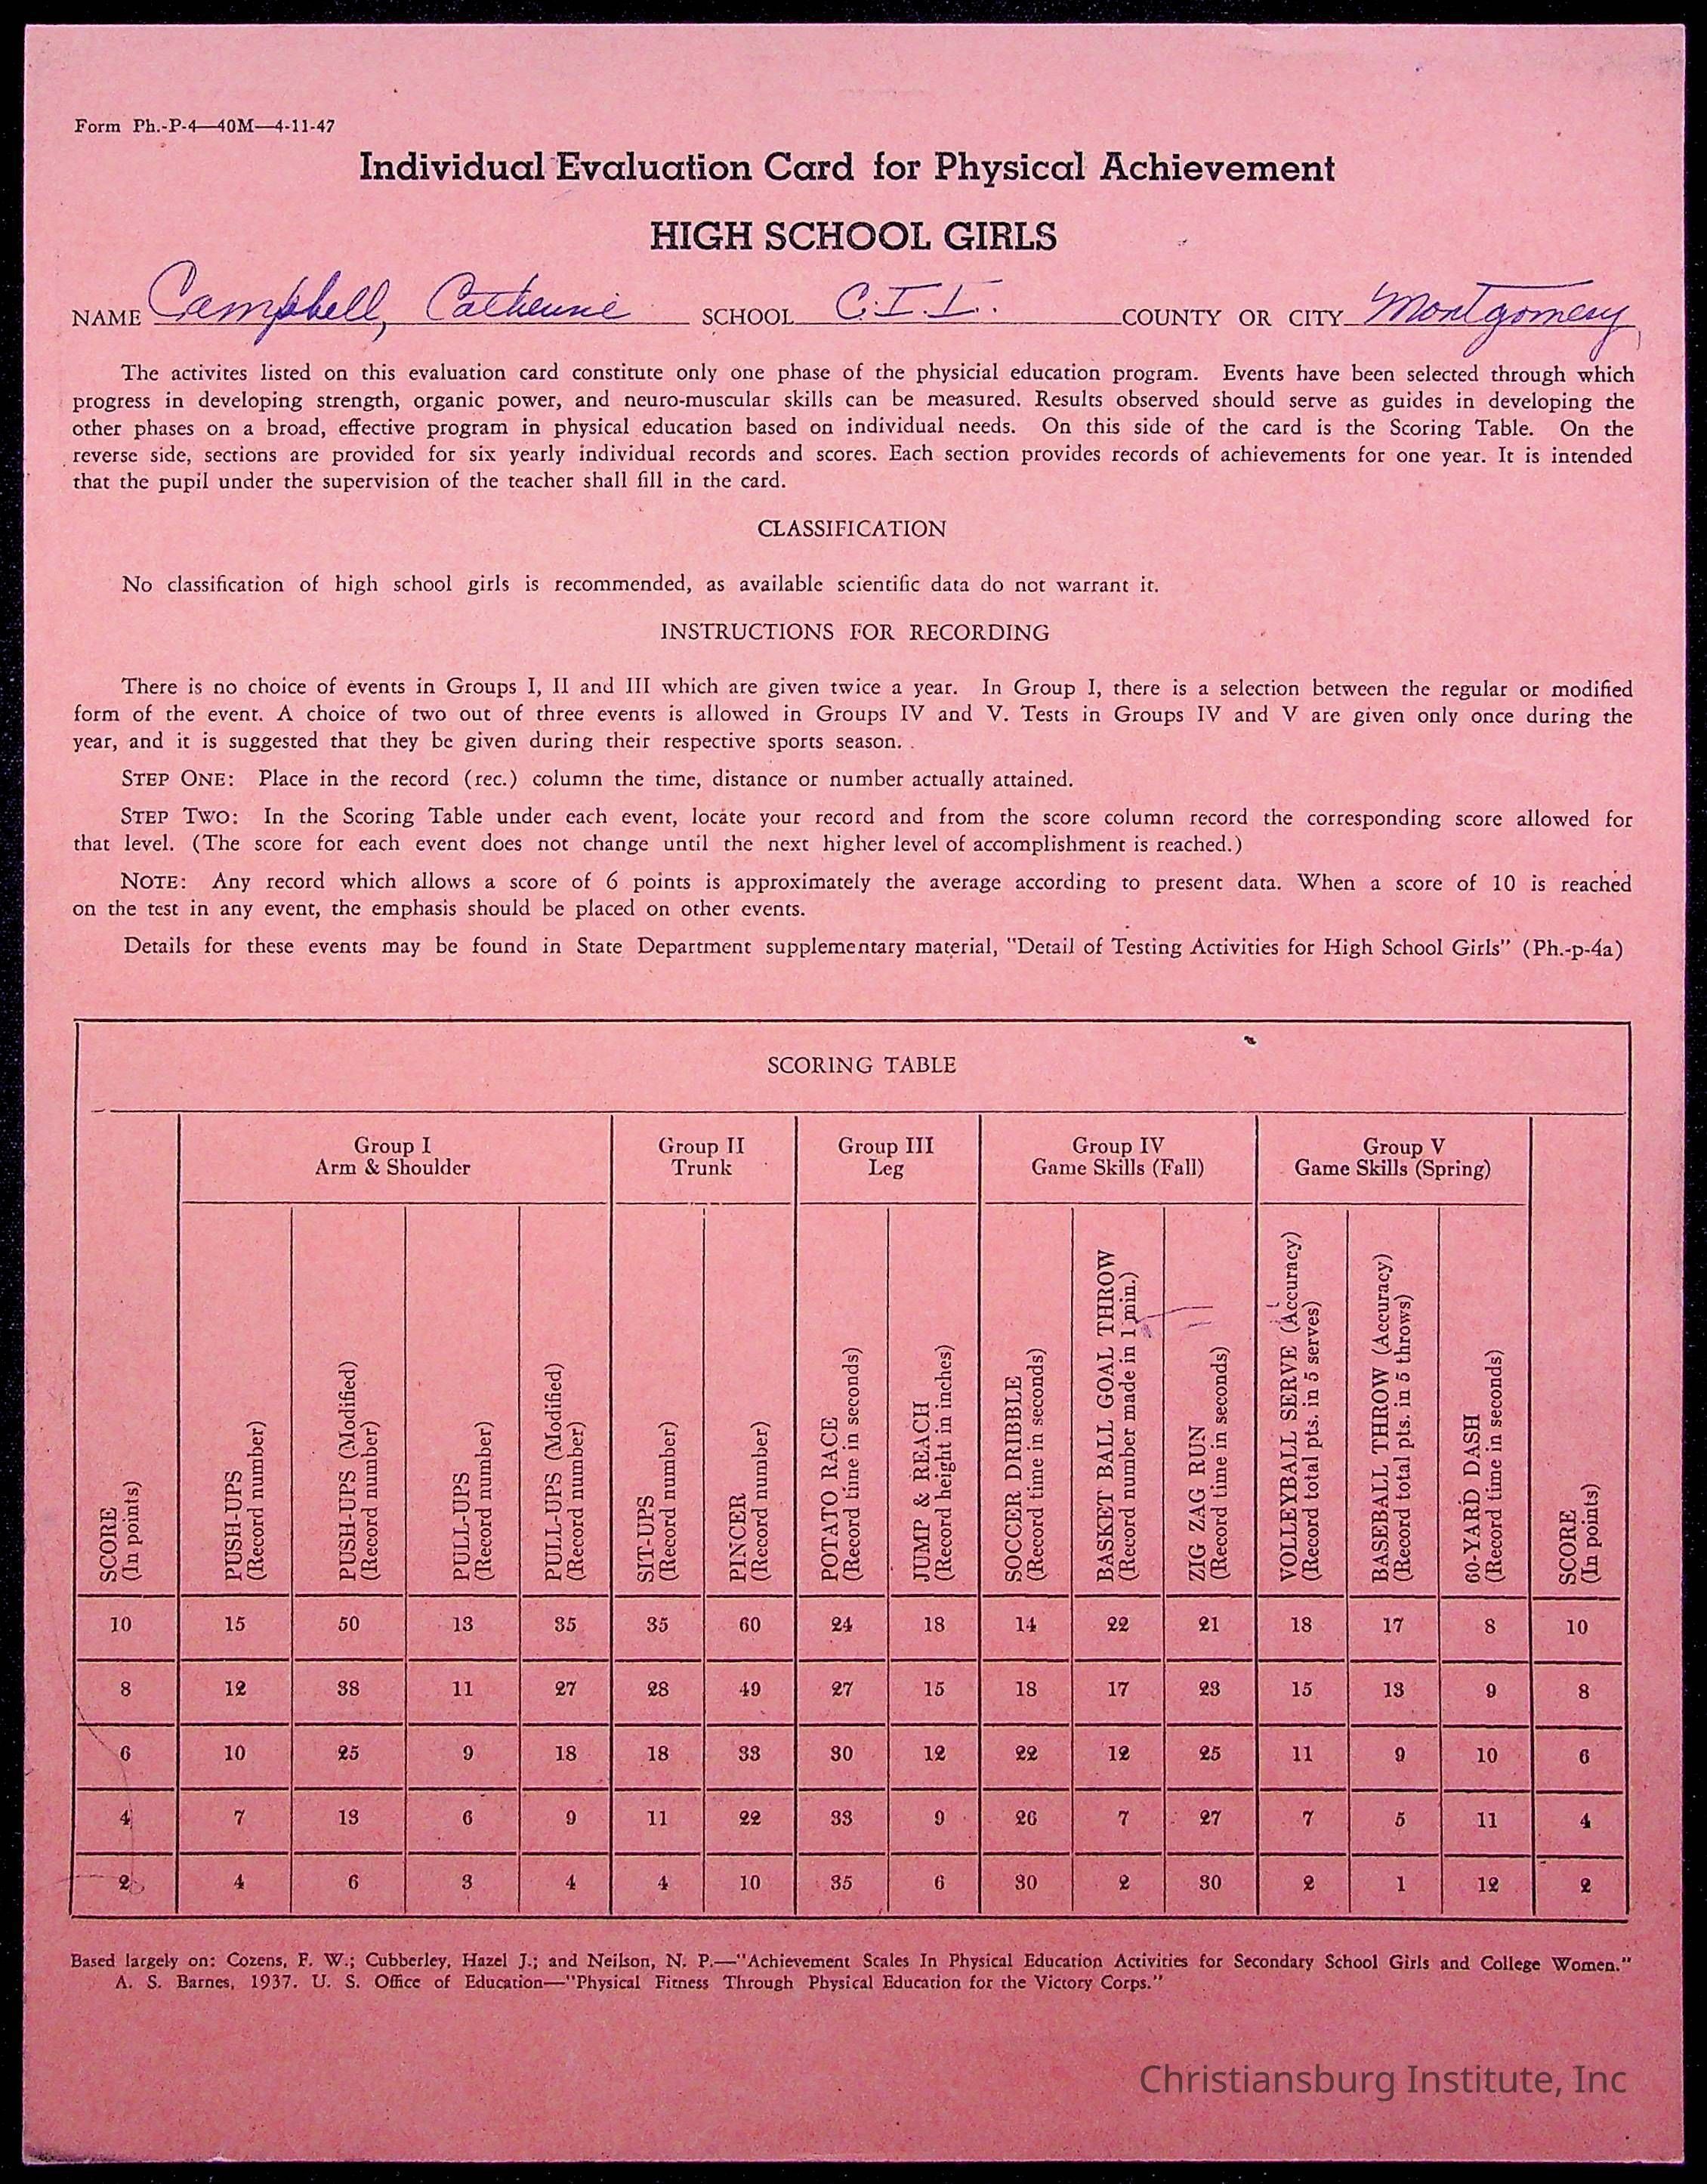 Form Ph.-P-4—40M—4-11-47
Individual Evaluation Card for Physical Achievement
HIGH SCHOOL GIRLS
NAME Campbell, Catherine SCHOOL C.I.I. COUNTY OR CITY Montgomery
The activites listed on this evaluation card constitute only one phase of the physicial education program. Events have been selected through which
progress in developing strength, organic power, and neuro-muscular skills can be measured. Results observed should serve as guides in developing the
other phases on a broad, effective program in physical education based on individual needs. On this side of the card is the Scoring Table. On the
reverse side, sections are provided for six yearly individual records and scores. Each section provides records of achievements for one year. It is intended
that the pupil under the supervision of the teacher shall fill in the card.
CLASSIFICATION
No classification of high school girls is recommended, as available scientific data do not warrant it.
INSTRUCTIONS FOR RECORDING
There is no choice of events in Groups I, II and III which are given twice a year. In Group I, there is a selection between the regular or modified
form of the event. A choice of two out of three events is allowed in Groups IV and V. Tests in Groups IV and V are given only once during the
year, and it is suggested that they be given during their respective sports season.
STEP ONE: Place in the record (rec.) column the time, distance or number actually attained.
STEP TWO: In the Scoring Table under each event, locate your record and from the score column record the corresponding score allowed for
that level. (The score for each event does not change until the next higher level of accomplishment is reached.)
NOTE: Any record which allows a score of 6 points is approximately the average according to present data. When a score of 10 is reached
on the test in any event, the emphasis should be placed on other events.
Details for these events may be found in State Department supplementary material, "Detail of Testing Activities for High School Girls" (Ph.-p-4a)
SCORING TABLE
Group I Group II Group III Group IV Group V
Arm & Shoulder Trunk Leg Game Skills (Fall) Game Skills (Spring)
SCORE
(In points)
PUSH-UPS
(Record number)
PUSH-UPS (Modified)
(Record number)
PULL-UPS
(Record number)
PULL-UPS (Modified)
(Record number)
SIT-UPS
(Record number)
PINCER
(Record number)
POTATO RACE
(Record time in seconds)
JUMP & REACH
(Record height in inches)
SOCCER DRIBBLE
(Record time in seconds)
BASKET BALL GOAL THROW
(Record number made in 1 min.)
ZIG ZAG RUN
(Record time in seconds)
VOLLEYBALL SERVE (Accuracy)
(Record total pts. in 5 serves)
BASEBALL THROW (Accuracy)
(Record total pts. in 5 throws)
60-YARD DASH
(Record time in seconds)
SCORE
(In points)
10 15 50 13 35 35 60 24 18 14 22 21 18 17 8 10
8 12 38 11 27 28 49 27 15 18 17 23 15 13 9 8
6 10 25 9 18 18 33 30 12 22 12 25 11 9 10 6
4 7 13 6 9 11 22 33 9 26 7 27 7 5 11 4
2 4 6 3 4 4 10 35 6 30 2 30 2 1 12 2
Based largely on: Cozens, F. W.; Cubberley, Hazel J.; and Neilson, N. P.—"Achievement Scales In Physical Education Activities for Secondary School Girls and College Women."
A. S. Barnes, 1937. U. S. Office of Education—"Physical Fitness Through Physical Education for the Victory Corps."
Christiansburg Institute, Inc